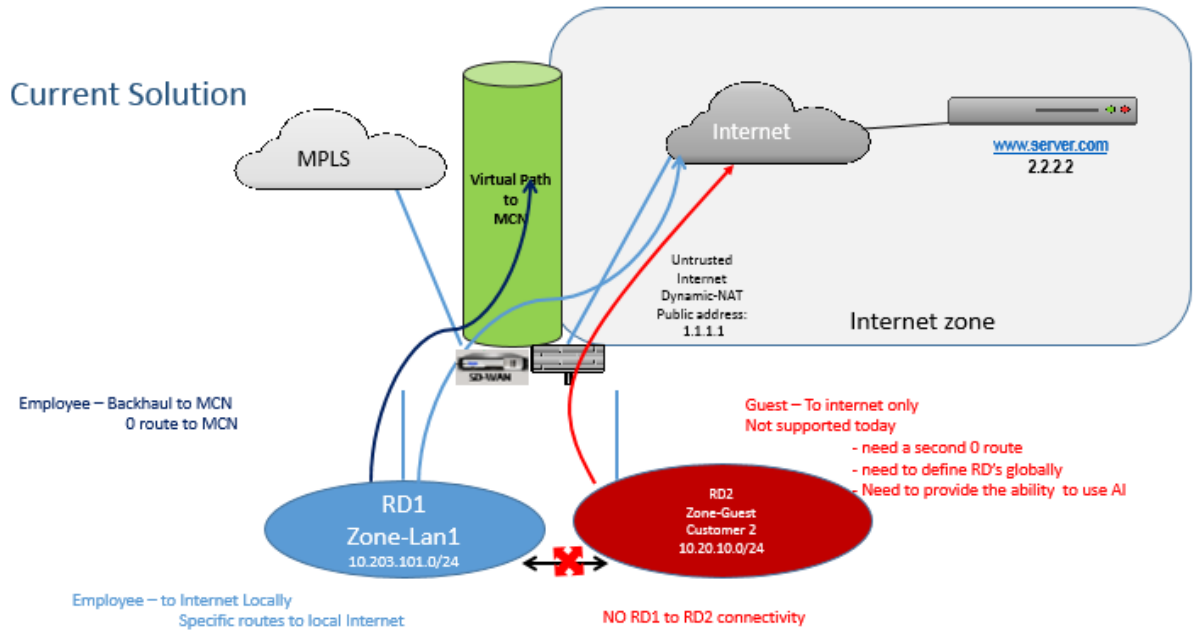 Current Solution
MPLS
Virtual Path
to
MCN
Internet
www.server.com
2.2.2.2
Untrusted
Internet
Dynamic-NAT
Public address:
1.1.1.1
Internet zone
SD-WAN
Employee – Backhaul to MCN
0 route to MCN
Guest – To internet only
Not supported today
- need a second 0 route
- need to define RD's globally
- Need to provide the ability to use AI
RD1
Zone-Lan1
10.203.101.0/24
RD2
Zone-Guest
Customer 2
10.20.10.0/24
Employee – to Internet Locally
Specific routes to local Internet
NO RD1 to RD2 connectivity